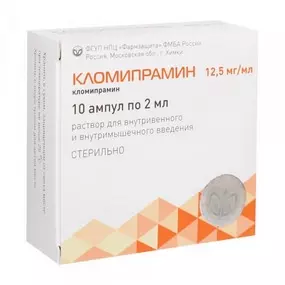 ФГУП НПЦ «Фармзащита» ФМБА России
Россия, Московская обл., г. Химки
КЛОМИПРАМИН 12,5 мг/мл
кломипрамин
10 ампул по 2 мл
раствор для внутривенного
и внутримышечного введения
СТЕРИЛЬНО